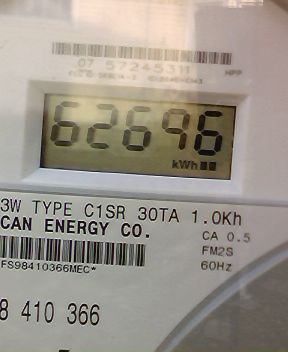 07 57245311
HPP
62696
kWh
3W TYPE C1SR 30TA 1.0Kh
CAN ENERGY CO.
CA 0.5
FM2S
60Hz
FS98410366MEC*
8 410 366